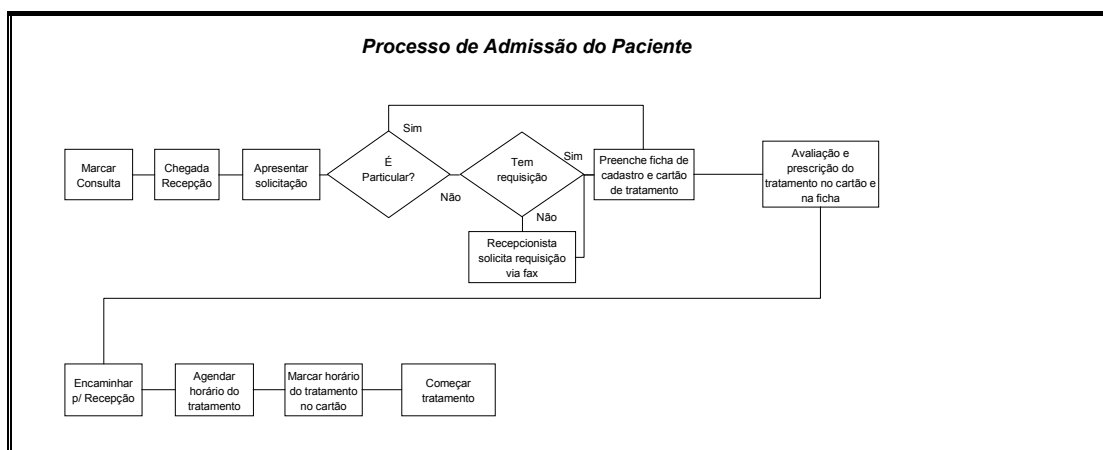 Processo de Admissão do Paciente
Marcar
Consulta
Chegada
Recepção
Apresentar
solicitação
É
Particular?
Sim
Não
Tem
requisição
Sim
Não
Recepcionista
solicita requisição
via fax
Preenche ficha de
cadastro e cartão
de tratamento
Avaliação e
prescrição do
tratamento no cartão e
na ficha
Encaminhar
p/ Recepção
Agendar
horário do
tratamento
Marcar horário
do tratamento
no cartão
Começar
tratamento